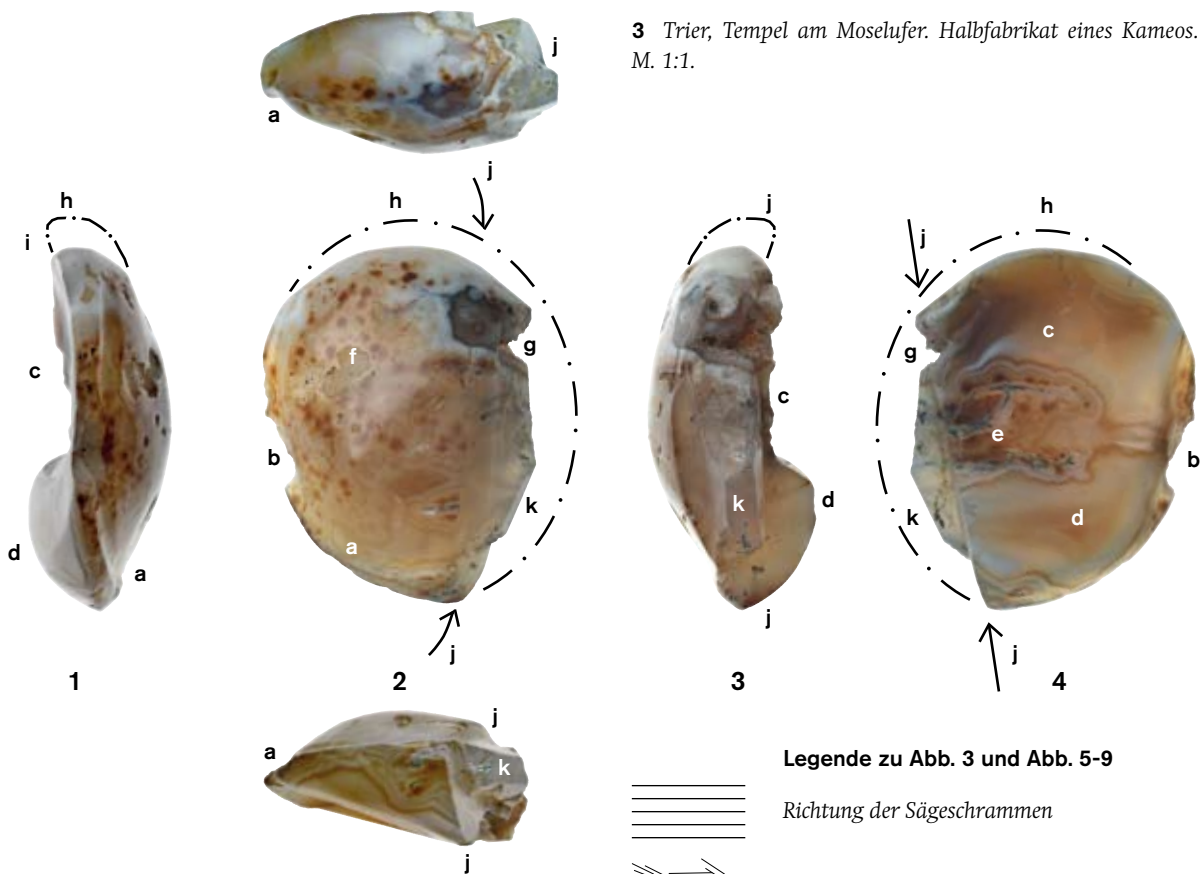 3 Trier, Tempel am Moselufer. Halbfabrikat eines Kameos.
M. 1:1.
j
a
j
h
h
j
h
i
j
c
f
g
c
g
c
e
b
b
k
k
d
k
d
d
a
a
j
j
j
1
2
3
4
j
a
k
j
Legende zu Abb. 3 und Abb. 5-9
Richtung der Sägeschrammen